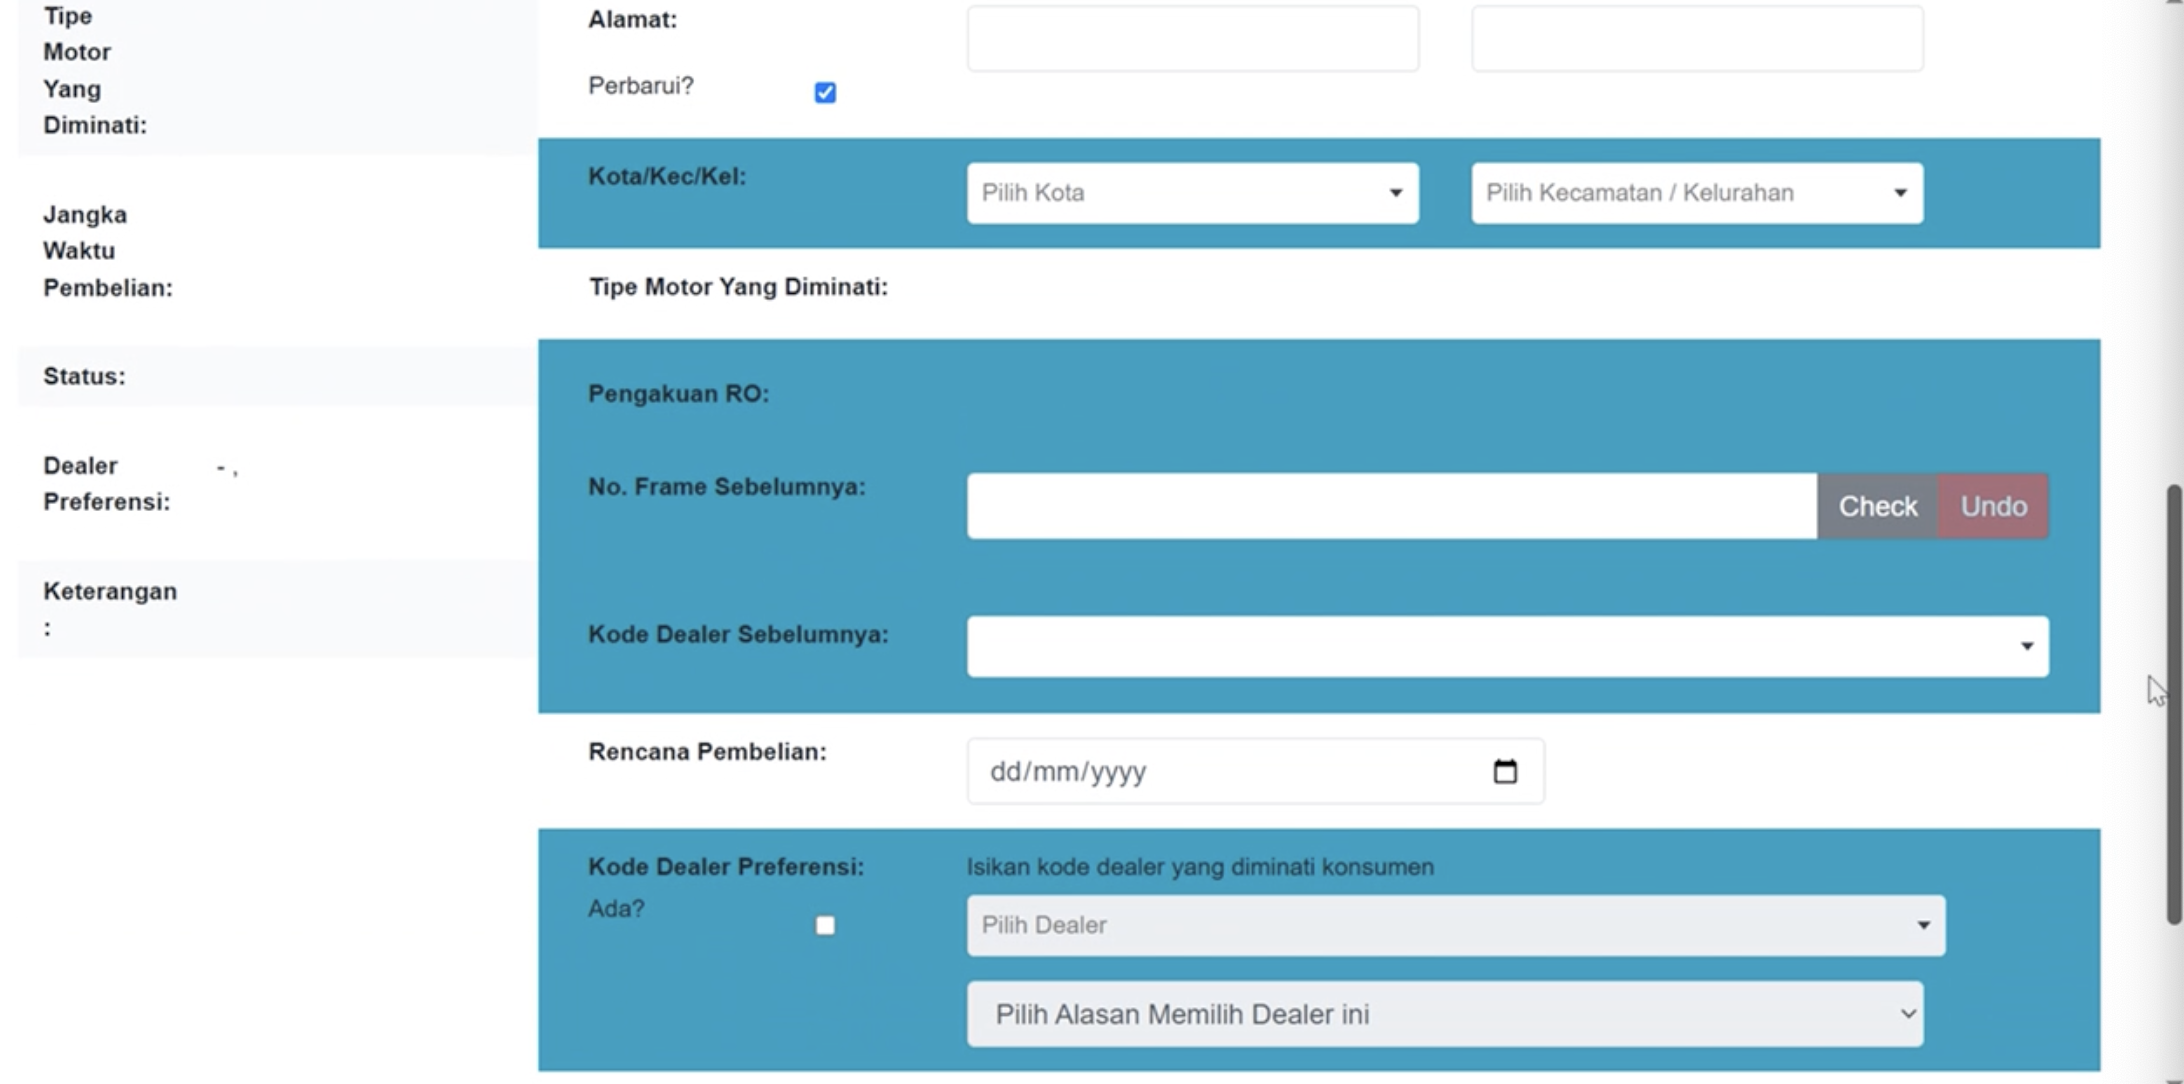 Tipe
Motor
Yang
Diminati:
Jangka
Waktu
Pembelian:
Status:
Dealer - ,
Preferensi:
Keterangan
:
Alamat:
Perbarui?
Kota/Kec/Kel: Pilih Kota Pilih Kecamatan / Kelurahan
Tipe Motor Yang Diminati:
Pengakuan RO:
No. Frame Sebelumnya: Check Undo
Kode Dealer Sebelumnya:
Rencana Pembelian: dd/mm/yyyy
Kode Dealer Preferensi: Isikan kode dealer yang diminati konsumen
Ada? Pilih Dealer
Pilih Alasan Memilih Dealer ini